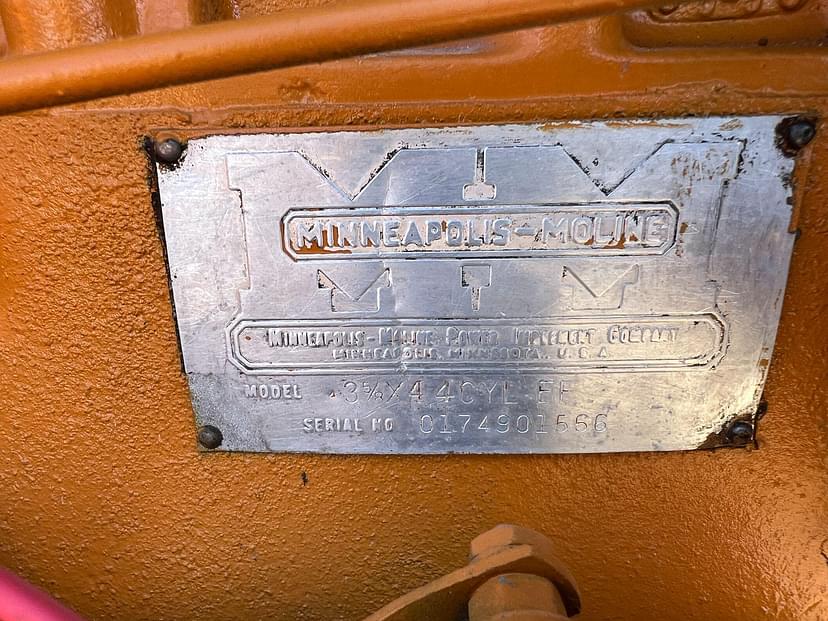 MINNEAPOLIS-MOLINE
MINNEAPOLIS-MOLINE POWER IMPLEMENT COMPANY
MINNEAPOLIS, MINNESOTA, U.S.A
MODEL 3⅝X4 4CYL EE
SERIAL NO 0174901566